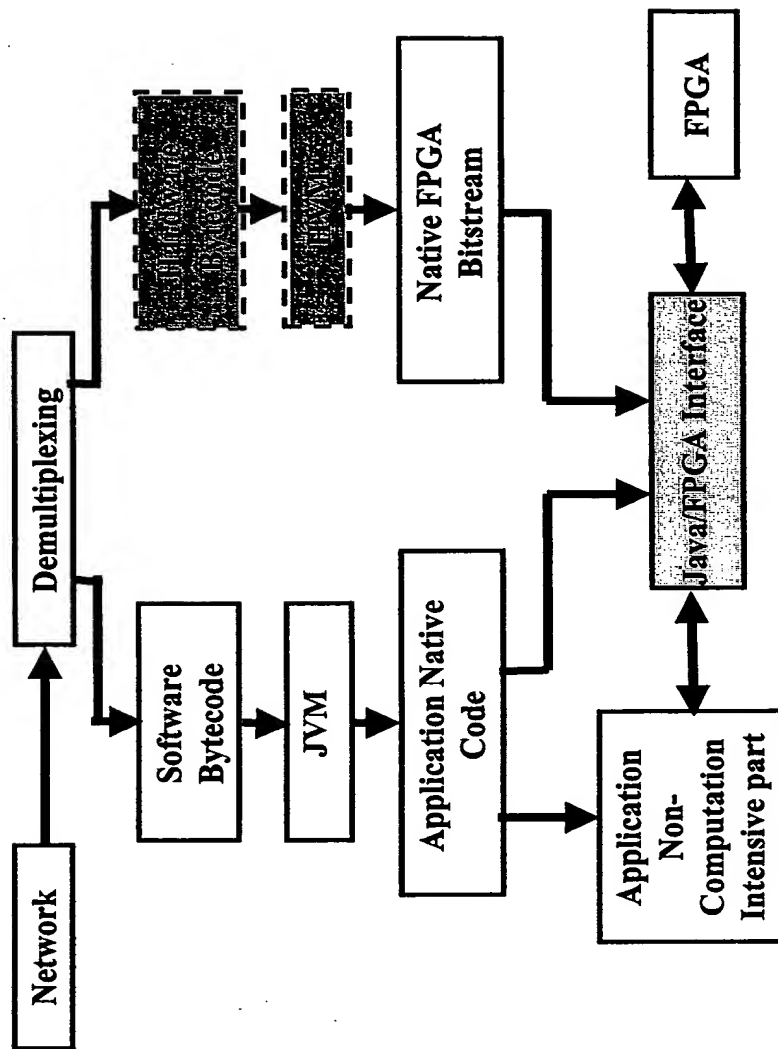 Network
Demultiplexing
Software
Bytecode
Hardware
Bytecode
JVM
HVM
Application Native
Code
Native FPGA
Bitstream
Application
Non-
Computation
Intensive part
Java/FPGA Interface
FPGA